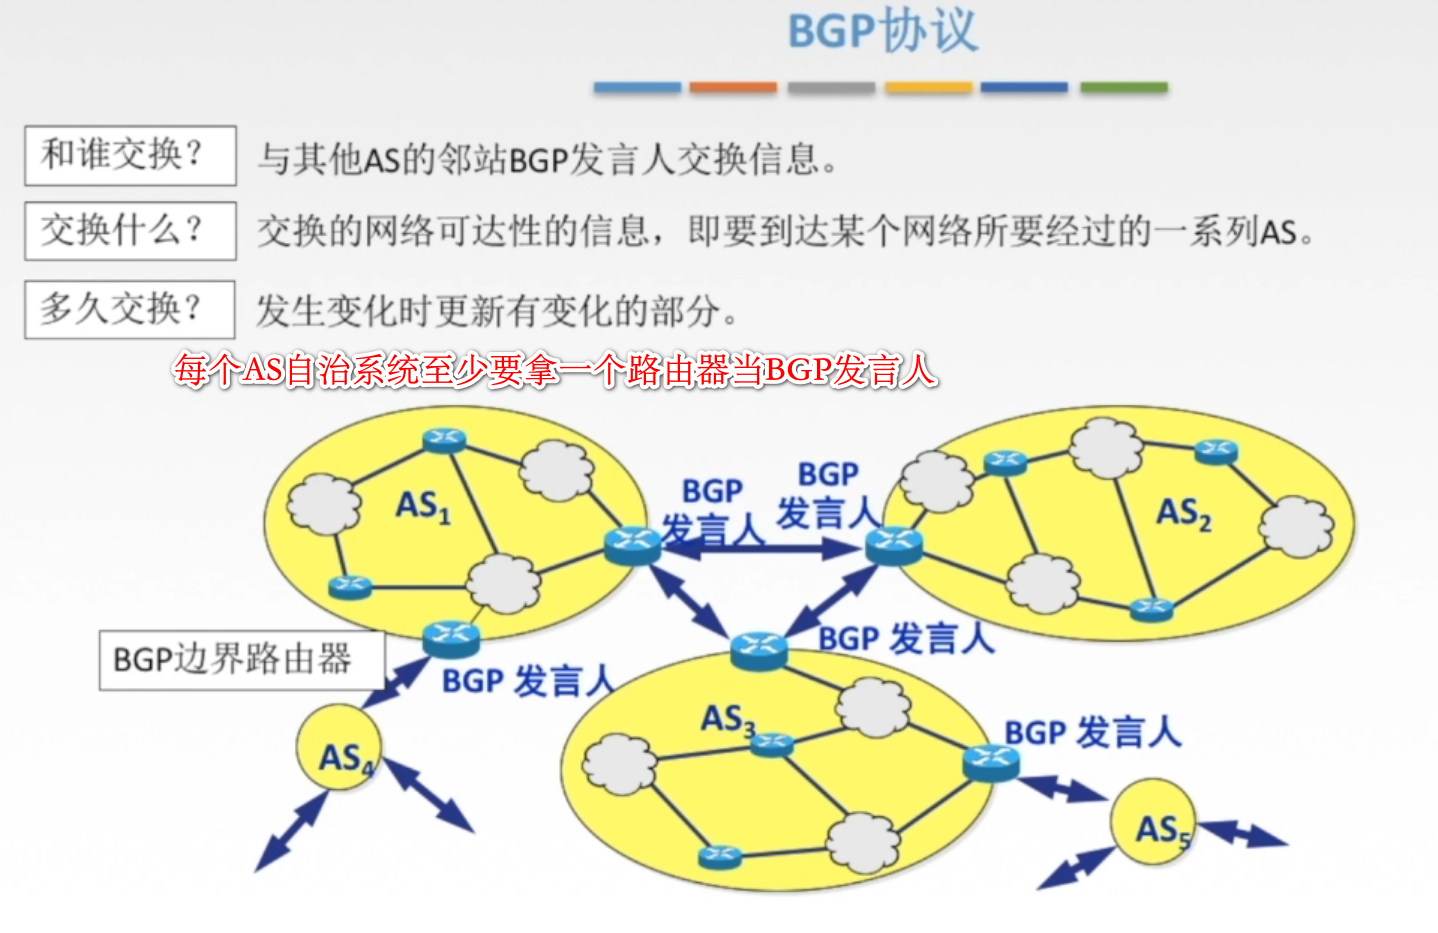 BGP协议
和谁交换？
与其他AS的邻站BGP发言人交换信息。
交换什么？
交换的网络可达性的信息，即要到达某个网络所要经过的一系列AS。
多久交换？
发生变化时更新有变化的部分。
每个AS自治系统至少要拿一个路由器当BGP发言人
AS1
BGP
发言人
BGP
发言人
AS2
BGP边界路由器
BGP 发言人
BGP 发言人
AS3
BGP 发言人
AS4
AS5